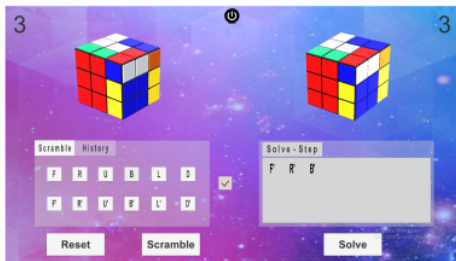 3
3
Scramble History
F R U B L D
F' R' U' B' L' D'
Solve-Step
F' R' B'
Reset
Scramble
Solve